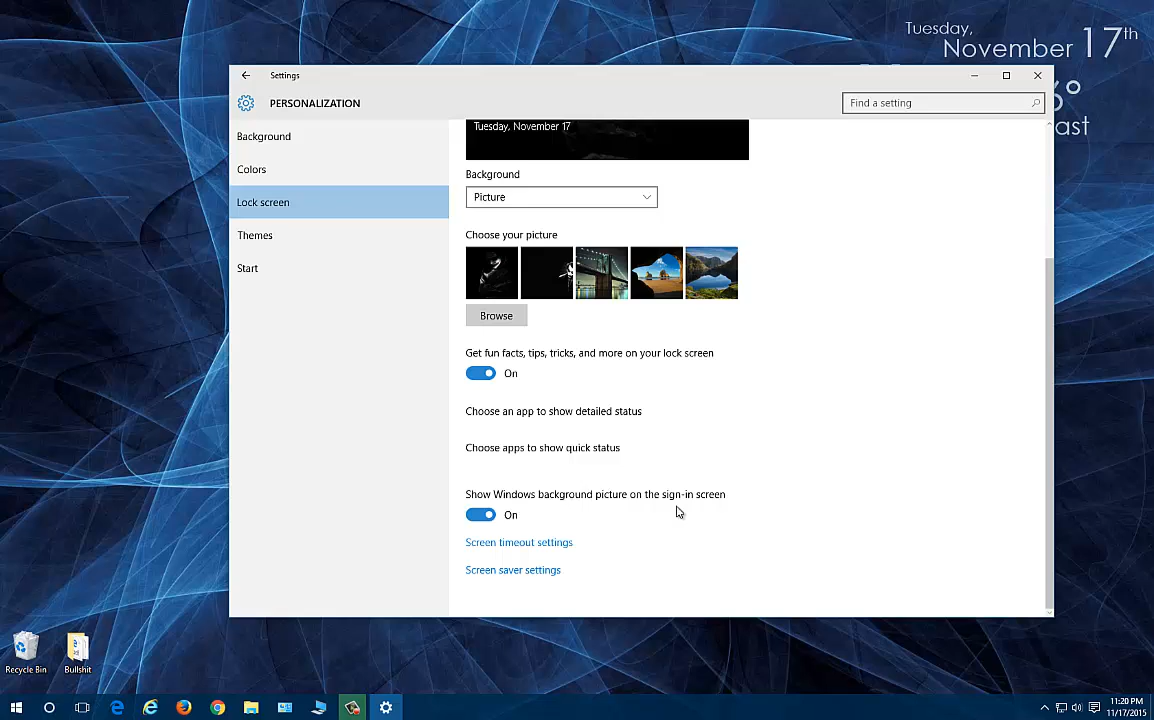 Tuesday,
November 17th
Settings
PERSONALIZATION
Find a setting
Background
Colors
Lock screen
Themes
Start
Tuesday, November 17
Background
Picture
Choose your picture
Browse
Get fun facts, tips, tricks, and more on your lock screen
On
Choose an app to show detailed status
Choose apps to show quick status
Show Windows background picture on the sign-in screen
On
Screen timeout settings
Screen saver settings
Recycle Bin
Bullshit
11:20 PM
11/17/2015